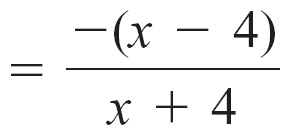 = −(x − 4)
x + 4